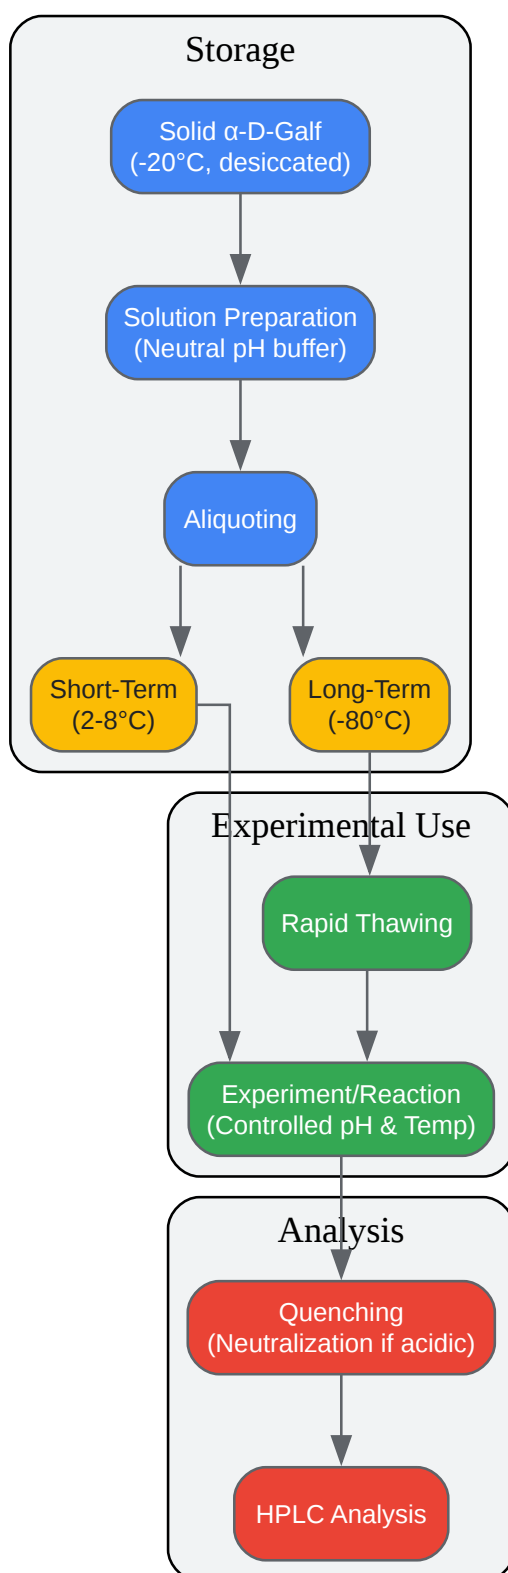 Storage
Solid α-D-Galf
(-20°C, desiccated)
Solution Preparation
(Neutral pH buffer)
Aliquoting
Short-Term
(2-8°C)
Long-Term
(-80°C)
Experimental Use
Rapid Thawing
Experiment/Reaction
(Controlled pH & Temp)
Analysis
Quenching
(Neutralization if acidic)
HPLC Analysis